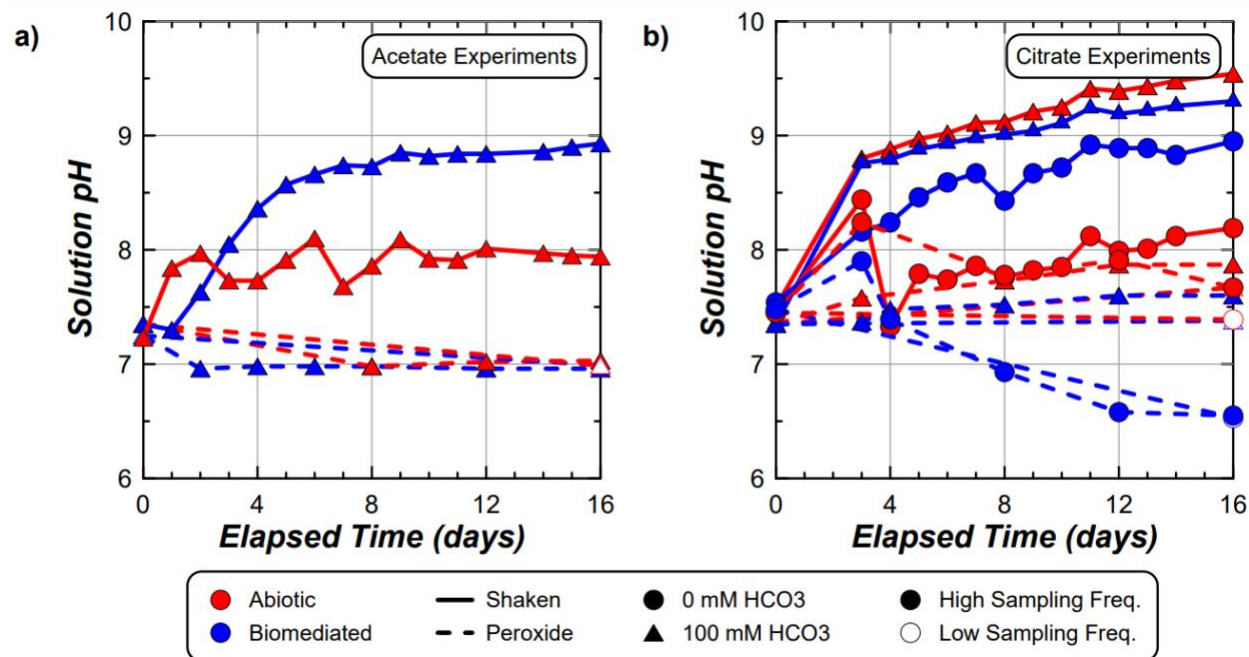 a)
Acetate Experiments
10
9
8
7
6
Solution pH
0
4
8
12
16
Elapsed Time (days)
b)
Citrate Experiments
10
9
8
7
6
Solution pH
0
4
8
12
16
Elapsed Time (days)
Abiotic
Shaken
0 mM HCO3
High Sampling Freq.
Biomediated
Peroxide
100 mM HCO3
Low Sampling Freq.